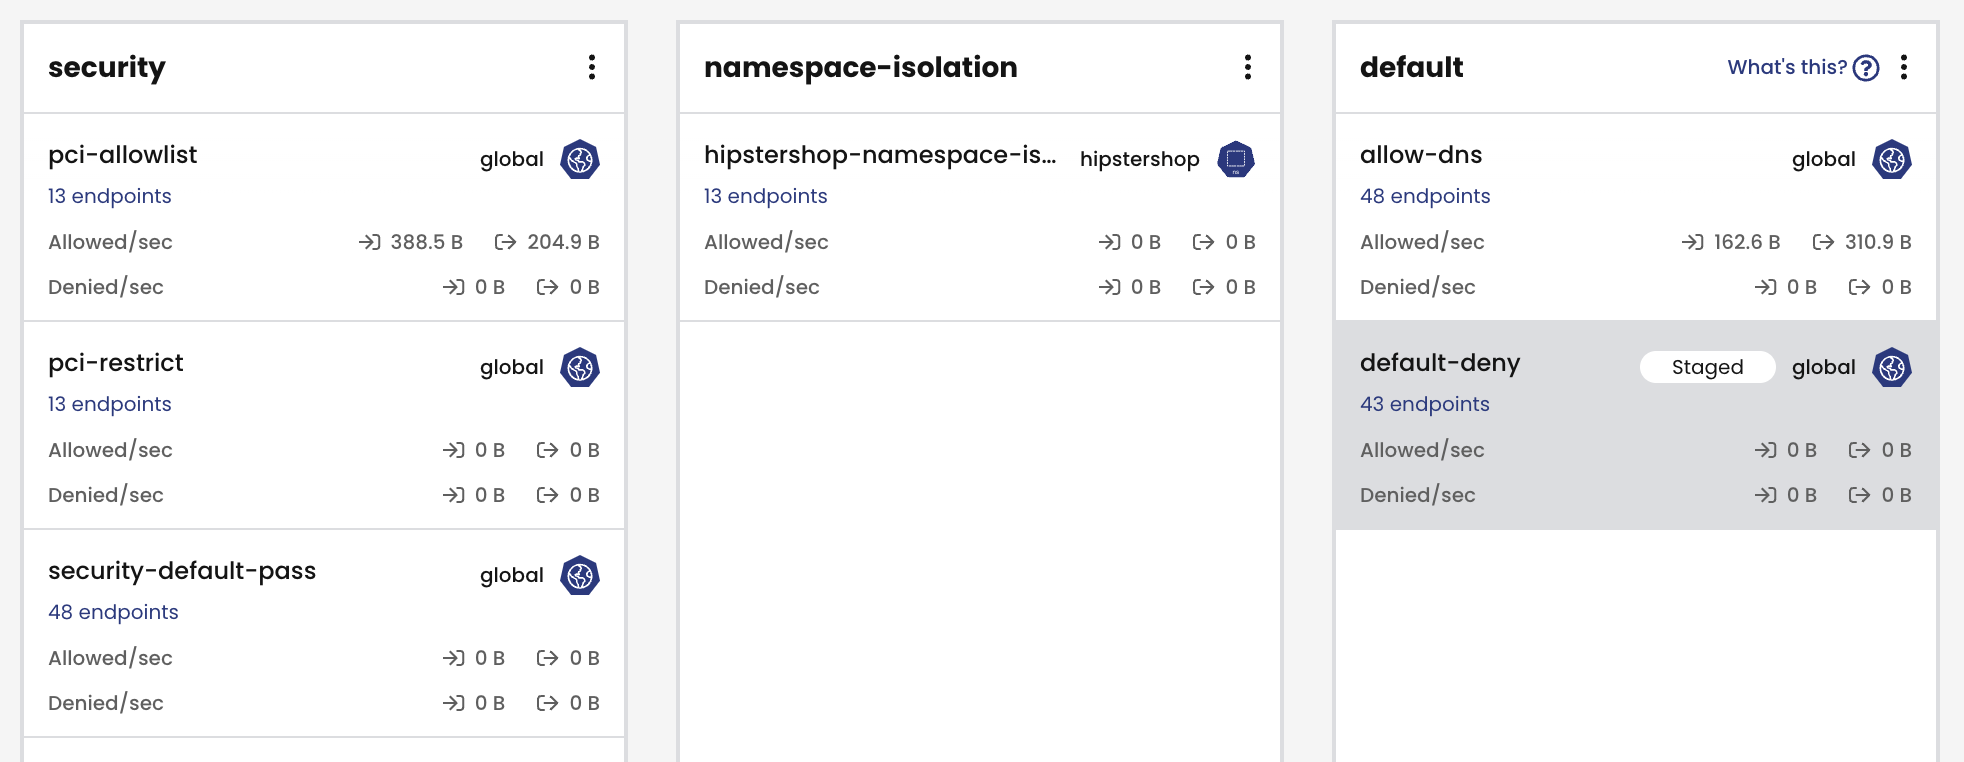 security
pci-allowlist global
13 endpoints
Allowed/sec 388.5 B 204.9 B
Denied/sec 0 B 0 B
pci-restrict global
13 endpoints
Allowed/sec 0 B 0 B
Denied/sec 0 B 0 B
security-default-pass global
48 endpoints
Allowed/sec 0 B 0 B
Denied/sec 0 B 0 B
namespace-isolation
hipstershop-namespace-is... hipstershop
ns
13 endpoints
Allowed/sec 0 B 0 B
Denied/sec 0 B 0 B
default What's this? ?
allow-dns global
48 endpoints
Allowed/sec 162.6 B 310.9 B
Denied/sec 0 B 0 B
default-deny Staged global
43 endpoints
Allowed/sec 0 B 0 B
Denied/sec 0 B 0 B